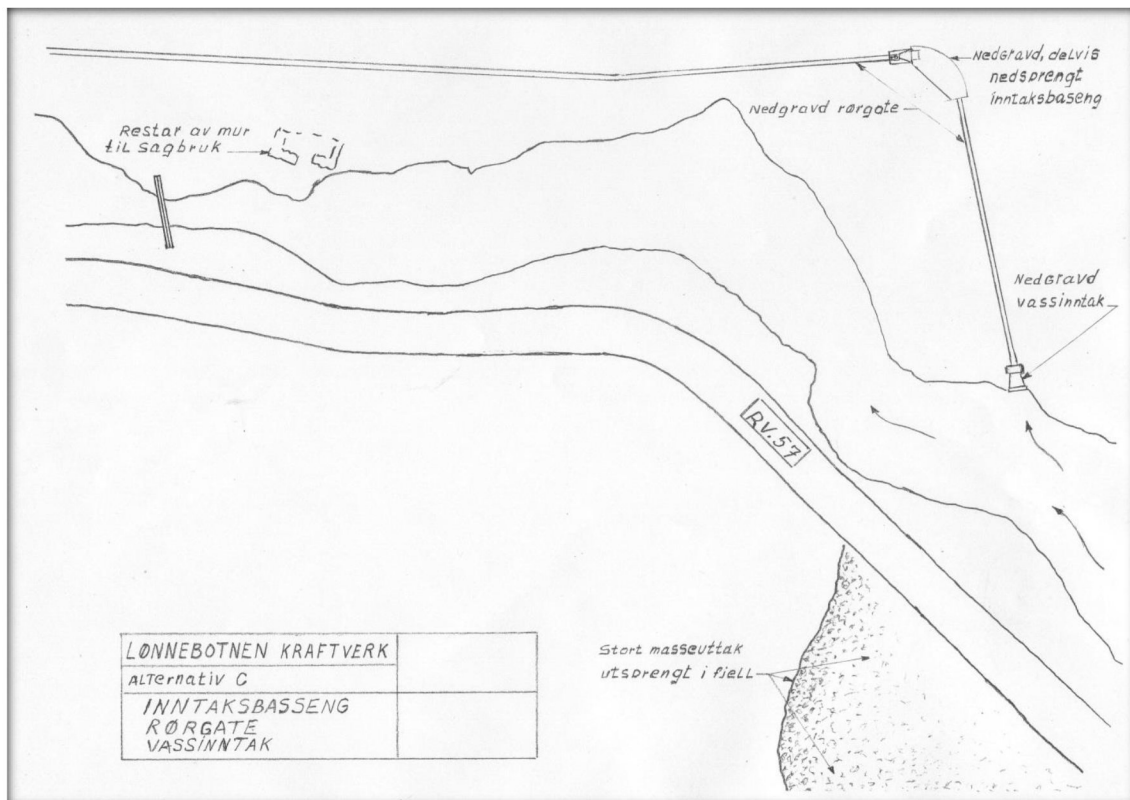 Nedgravd, delvis
nedsprengt
inntaksbaseng
Nedgravd rørgate
Restar av mur
til sagbruk
Nedgravd
vassinntak
RV.57
Stort masseuttak
utsprengt i fjell
LØNNEBOTNEN KRAFTVERK
ALTERNATIV C
INNTAKSBASSENG
RØRGATE
VASSINNTAK